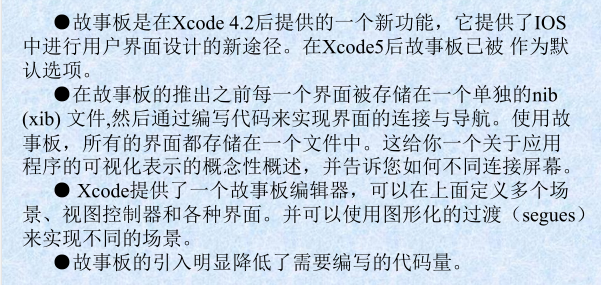 ●故事板是在Xcode 4.2后提供的一个新功能，它提供了IOS
中进行用户界面设计的新途径。在Xcode5后故事板已被 作为默
认选项。
●在故事板的推出之前每一个界面被存储在一个单独的nib
(xib) 文件,然后通过编写代码来实现界面的连接与导航。使用故
事板，所有的界面都存储在一个文件中。这给你一个关于应用
程序的可视化表示的概念性概述，并告诉您如何不同连接屏幕。
● Xcode提供了一个故事板编辑器，可以在上面定义多个场
景、视图控制器和各种界面。并可以使用图形化的过渡（segues）
来实现不同的场景。
●故事板的引入明显降低了需要编写的代码量。